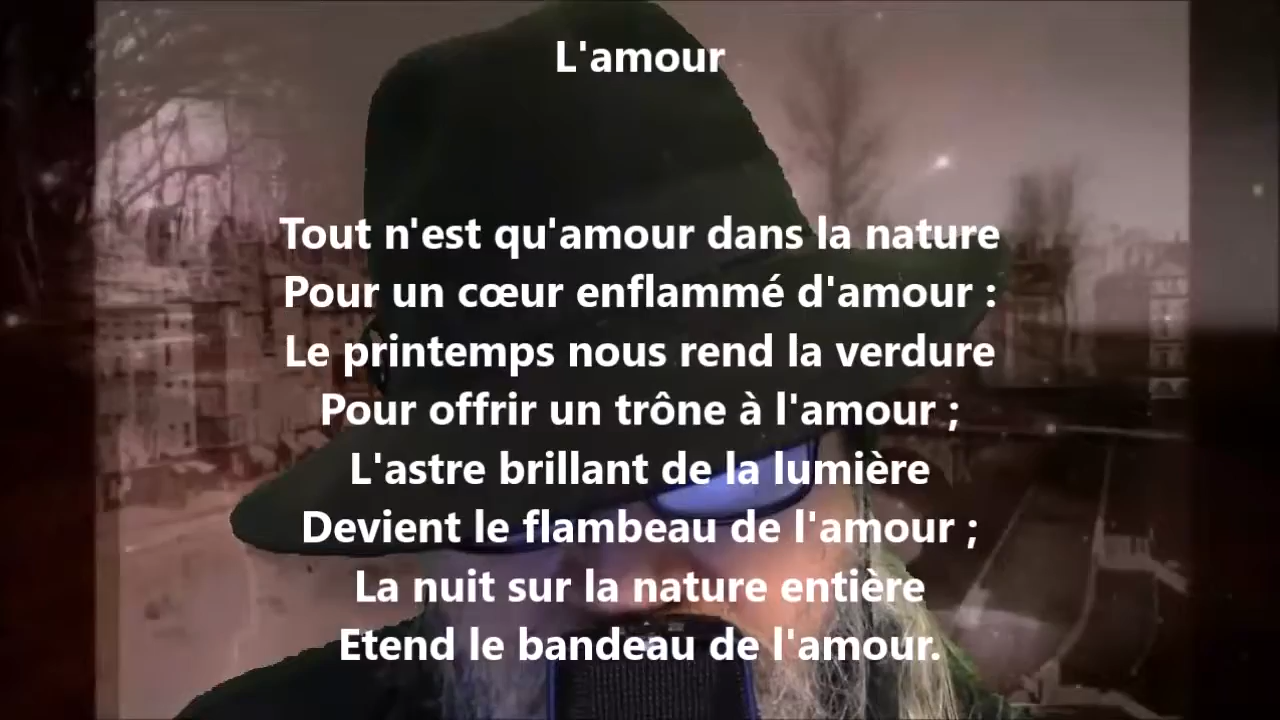 L'amour
Tout n'est qu'amour dans la nature
Pour un cœur enflammé d'amour :
Le printemps nous rend la verdure
Pour offrir un trône à l'amour ;
L'astre brillant de la lumière
Devient le flambeau de l'amour ;
La nuit sur la nature entière
Etend le bandeau de l'amour.